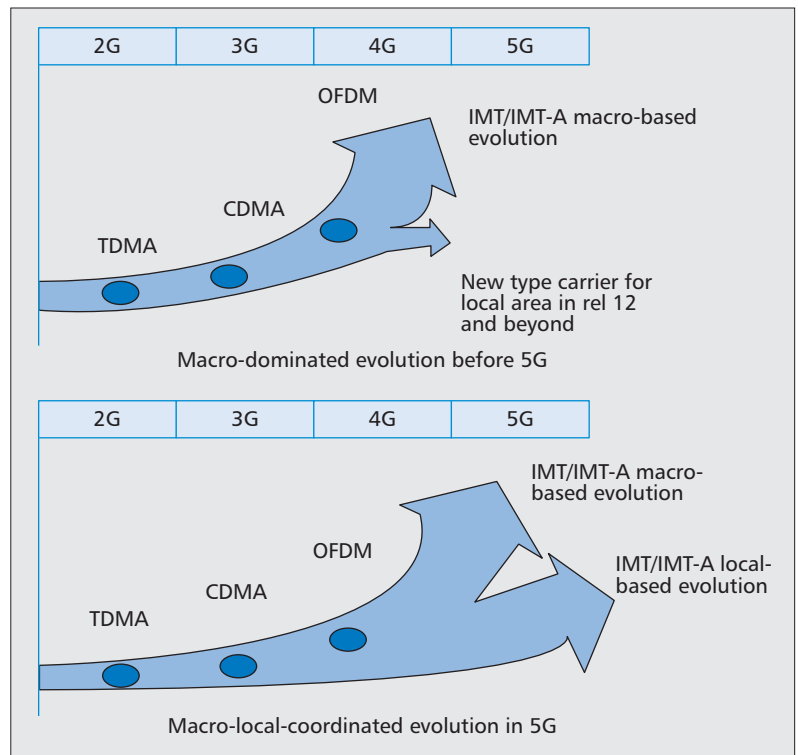 2G 3G 4G 5G
OFDM
IMT/IMT-A macro-based
evolution
CDMA
TDMA
New type carrier for
local area in rel 12
and beyond
Macro-dominated evolution before 5G
2G 3G 4G 5G
IMT/IMT-A macro-
based evolution
OFDM
IMT/IMT-A local-
based evolution
CDMA
TDMA
Macro-local-coordinated evolution in 5G